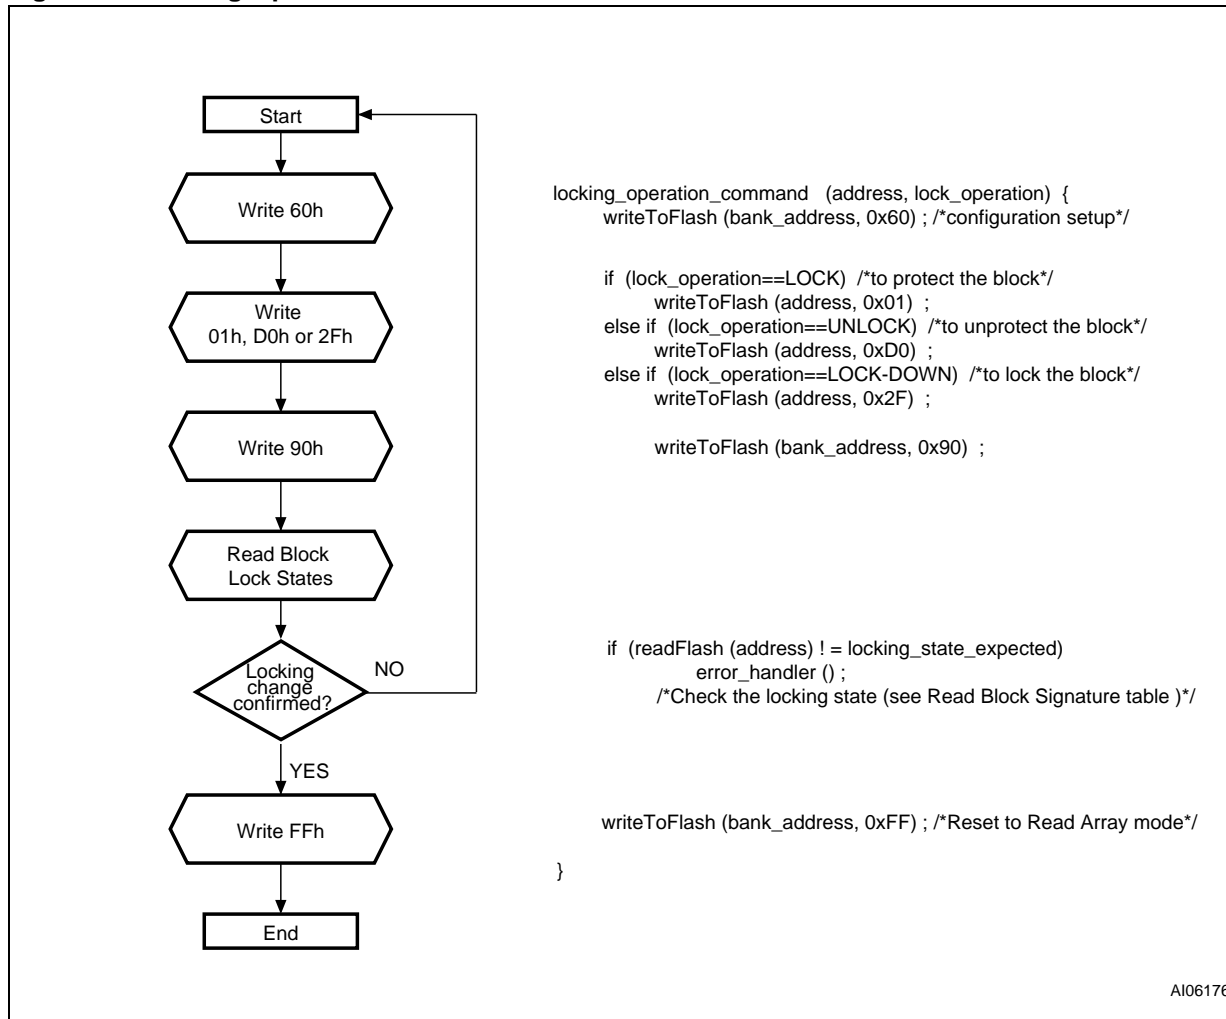 Start
Write 60h
Write
01h, D0h or 2Fh
Write 90h
Read Block
Lock States
Locking
change
confirmed?
NO
YES
Write FFh
End
locking_operation_command (address, lock_operation) {
writeToFlash (bank_address, 0x60) ; /*configuration setup*/
if (lock_operation==LOCK) /*to protect the block*/
writeToFlash (address, 0x01) ;
else if (lock_operation==UNLOCK) /*to unprotect the block*/
writeToFlash (address, 0xD0) ;
else if (lock_operation==LOCK-DOWN) /*to lock the block*/
writeToFlash (address, 0x2F) ;
writeToFlash (bank_address, 0x90) ;
if (readFlash (address) ! = locking_state_expected)
error_handler () ;
/*Check the locking state (see Read Block Signature table )*/
writeToFlash (bank_address, 0xFF) ; /*Reset to Read Array mode*/
}
AI06176